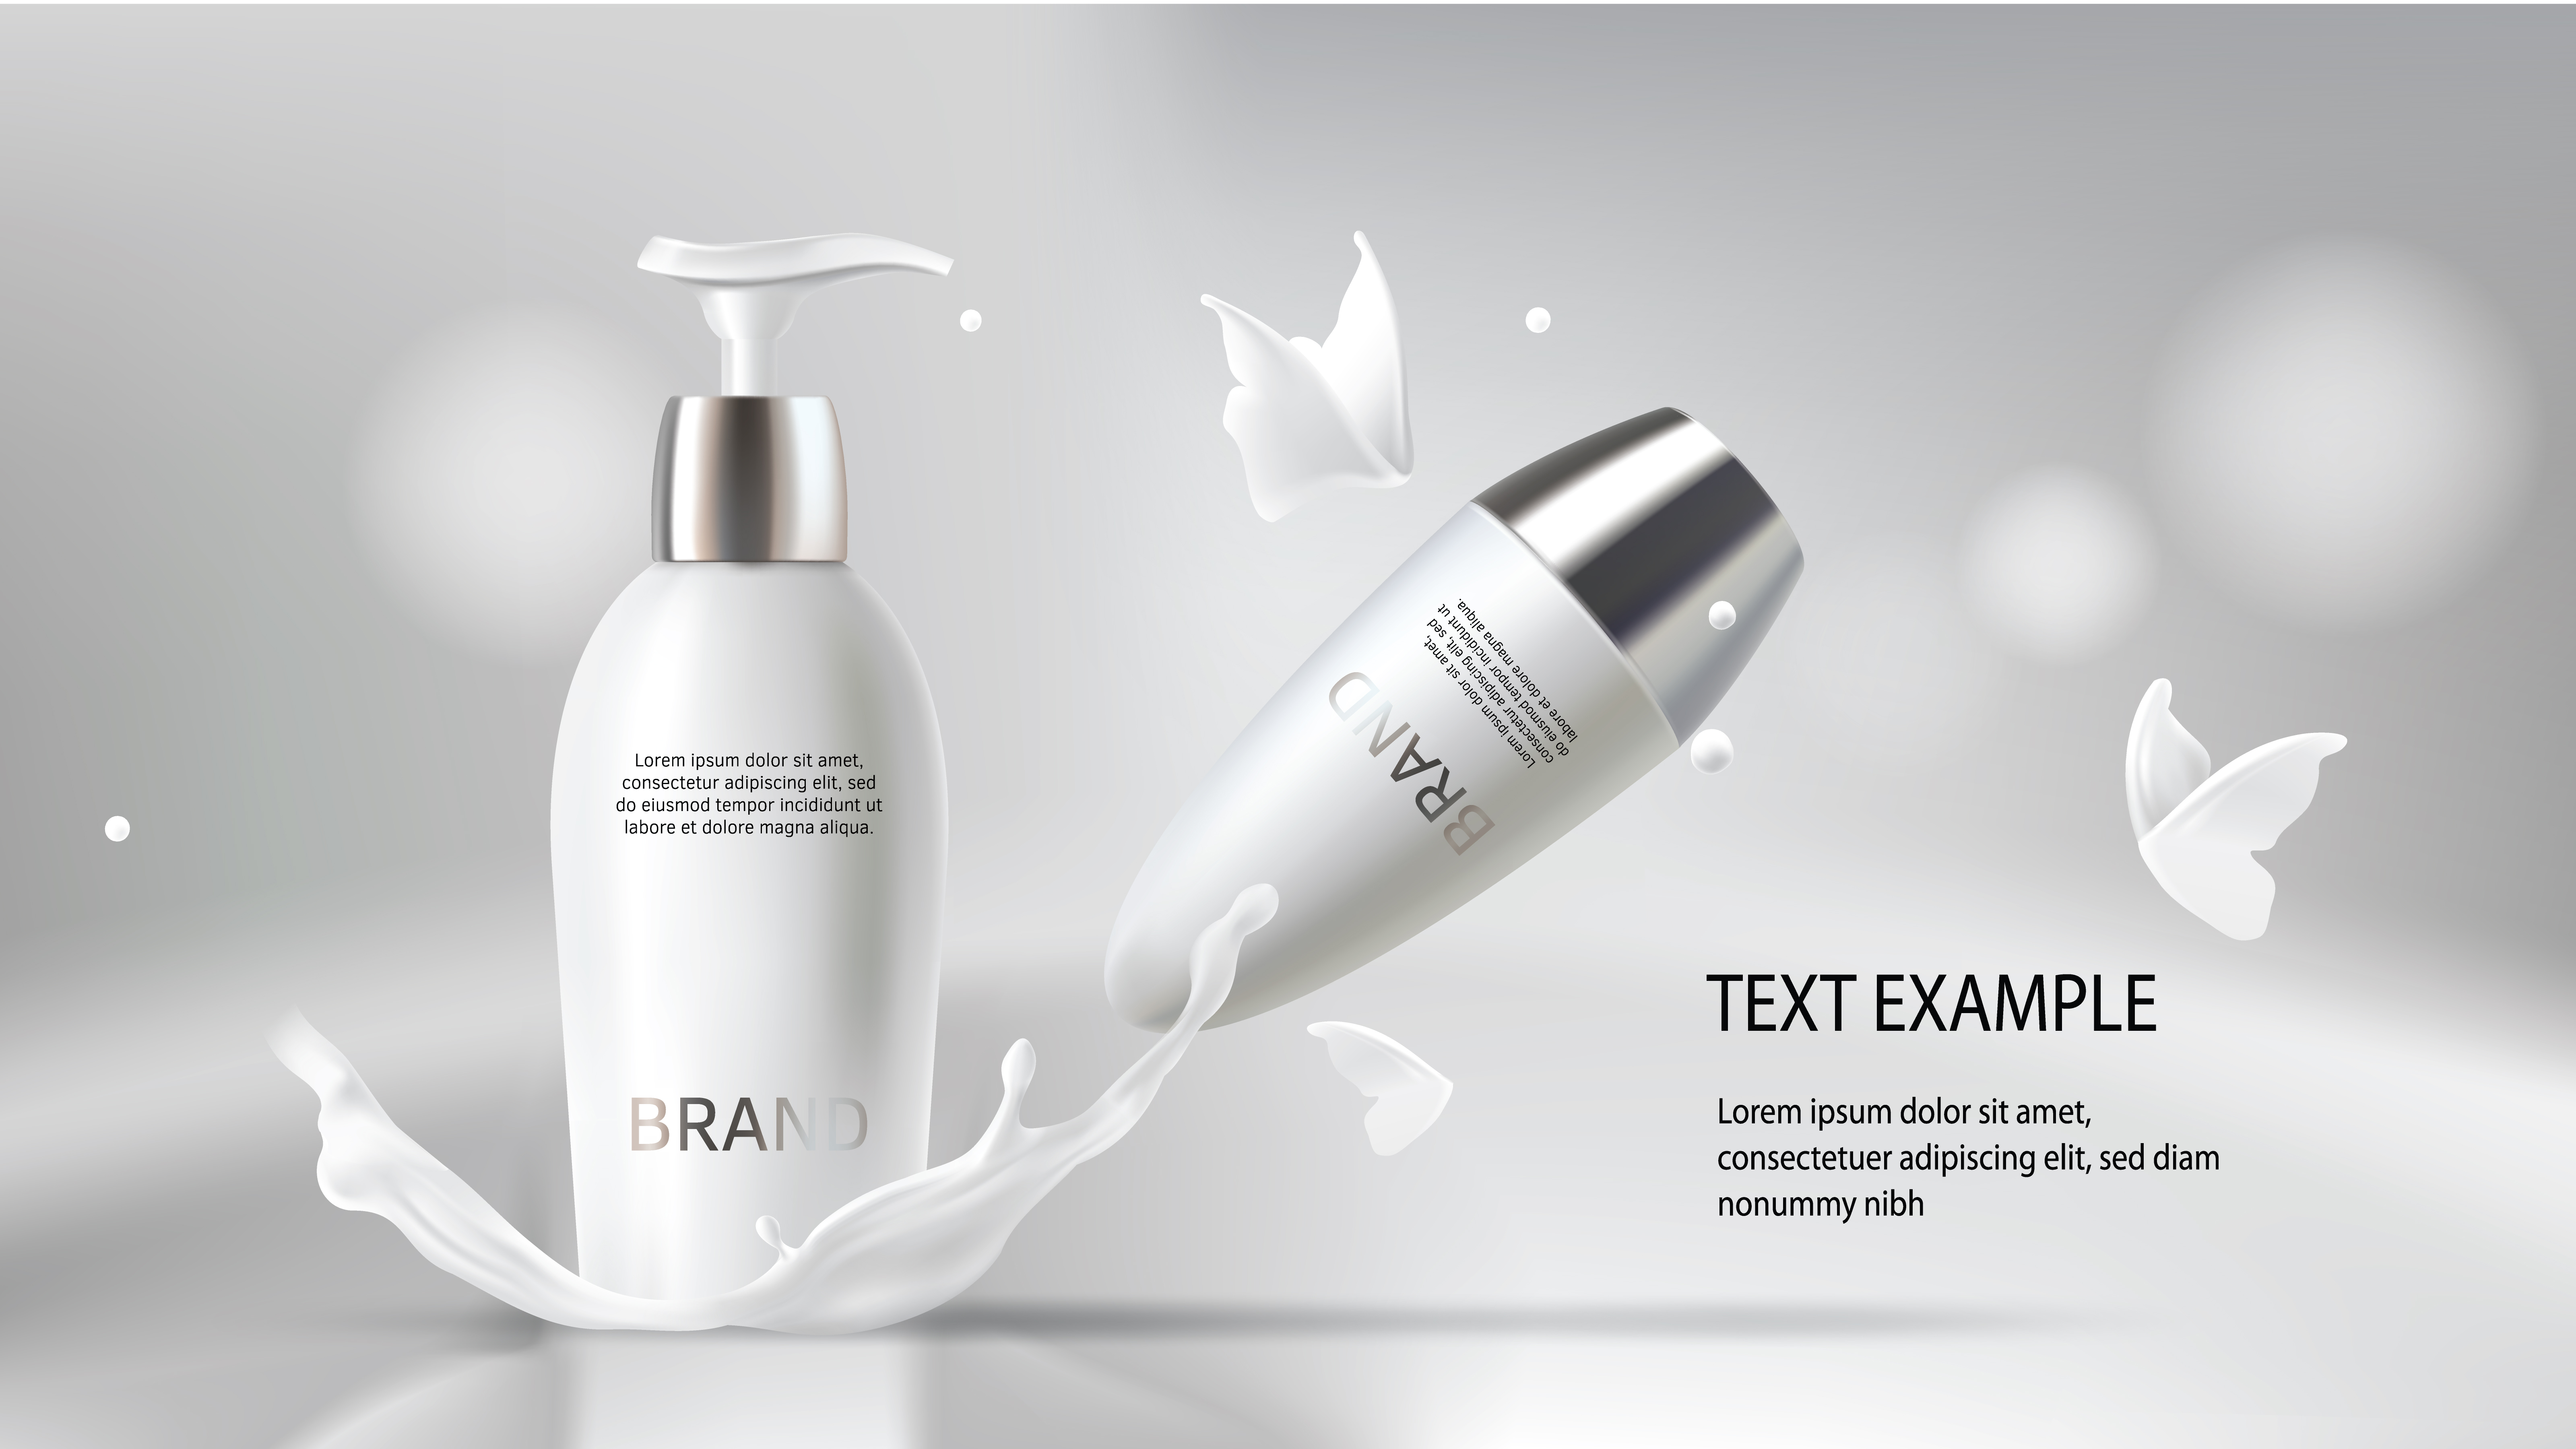 Lorem ipsum dolor sit amet,
consectetur adipiscing elit, sed
do eiusmod tempor incididunt ut
labore et dolore magna aliqua.
BRAND
BRAND
Lorem ipsum dolor sit amet,
consectetur adipiscing elit, sed
do eiusmod tempor incididunt ut
labore et dolore magna aliqua.
TEXT EXAMPLE
Lorem ipsum dolor sit amet,
consectetuer adipiscing elit, sed diam
nonummy nibh